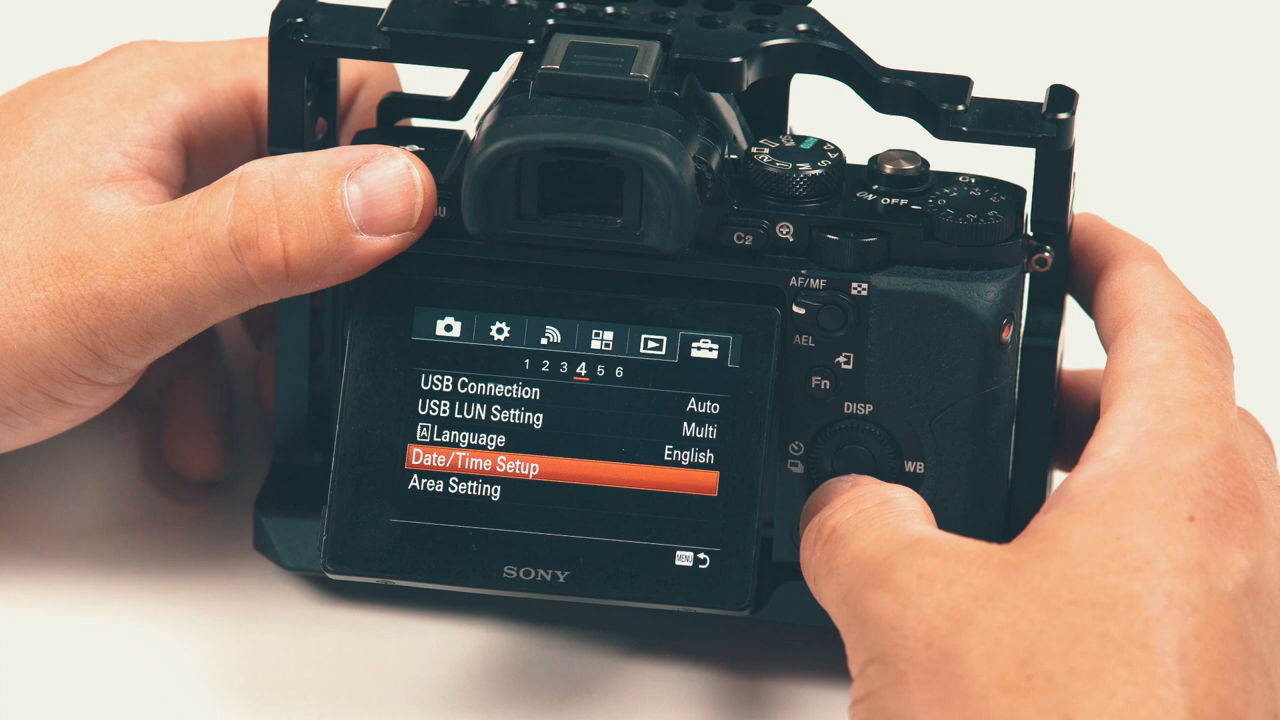 C1
ON OFF
C2
AF/MF
AEL
Fn
DISP
WB
1 2 3 4 5 6
USB Connection Auto
USB LUN Setting Multi
A Language English
Date/Time Setup
Area Setting
MENU
SONY